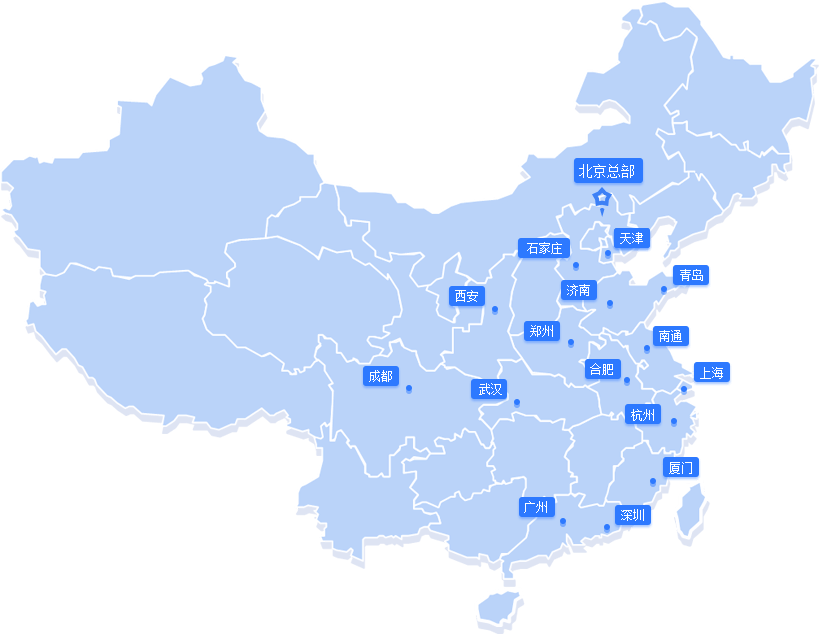 北京总部
天津
石家庄
青岛
济南
西安
郑州
南通
合肥
上海
成都
武汉
杭州
厦门
广州
深圳